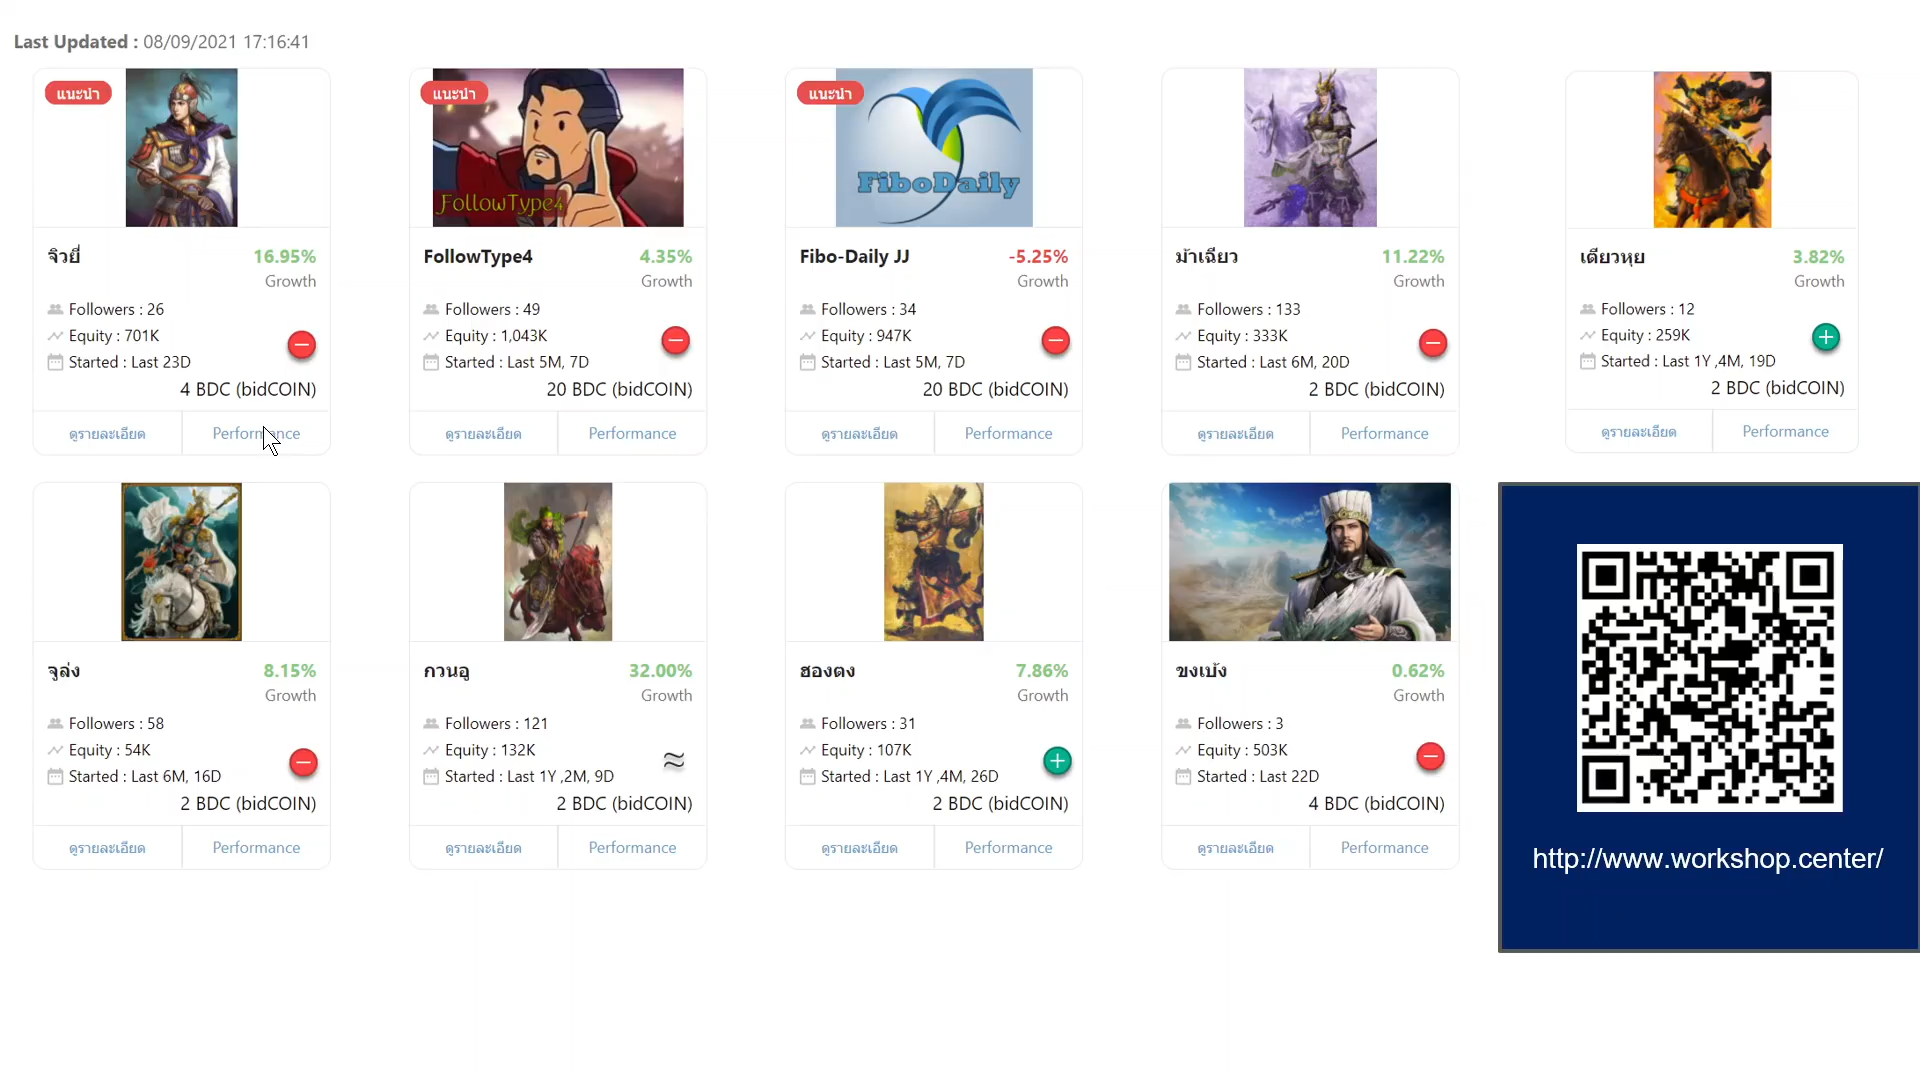 Last Updated : 08/09/2021 17:16:41
แนะนำ
จิวยี่ 16.95%
Growth
Followers : 26
Equity : 701K
Started : Last 23D
4 BDC (bidCOIN)
ดูรายละเอียด Performance
แนะนำ
FollowType4
FollowType4 4.35%
Growth
Followers : 49
Equity : 1,043K
Started : Last 5M, 7D
20 BDC (bidCOIN)
ดูรายละเอียด Performance
แนะนำ
FiboDaily
Fibo-Daily JJ -5.25%
Growth
Followers : 34
Equity : 947K
Started : Last 5M, 7D
20 BDC (bidCOIN)
ดูรายละเอียด Performance
ม้าเฉียว 11.22%
Growth
Followers : 133
Equity : 333K
Started : Last 6M, 20D
2 BDC (bidCOIN)
ดูรายละเอียด Performance
เตียวหุย 3.82%
Growth
Followers : 12
Equity : 259K
Started : Last 1Y ,4M, 19D
2 BDC (bidCOIN)
ดูรายละเอียด Performance
จูล่ง 8.15%
Growth
Followers : 58
Equity : 54K
Started : Last 6M, 16D
2 BDC (bidCOIN)
ดูรายละเอียด Performance
กวนอู 32.00%
Growth
Followers : 121
Equity : 132K
Started : Last 1Y ,2M, 9D
2 BDC (bidCOIN)
ดูรายละเอียด Performance
ฮองตง 7.86%
Growth
Followers : 31
Equity : 107K
Started : Last 1Y ,4M, 26D
2 BDC (bidCOIN)
ดูรายละเอียด Performance
ขงเบ้ง 0.62%
Growth
Followers : 3
Equity : 503K
Started : Last 22D
4 BDC (bidCOIN)
ดูรายละเอียด Performance
http://www.workshop.center/